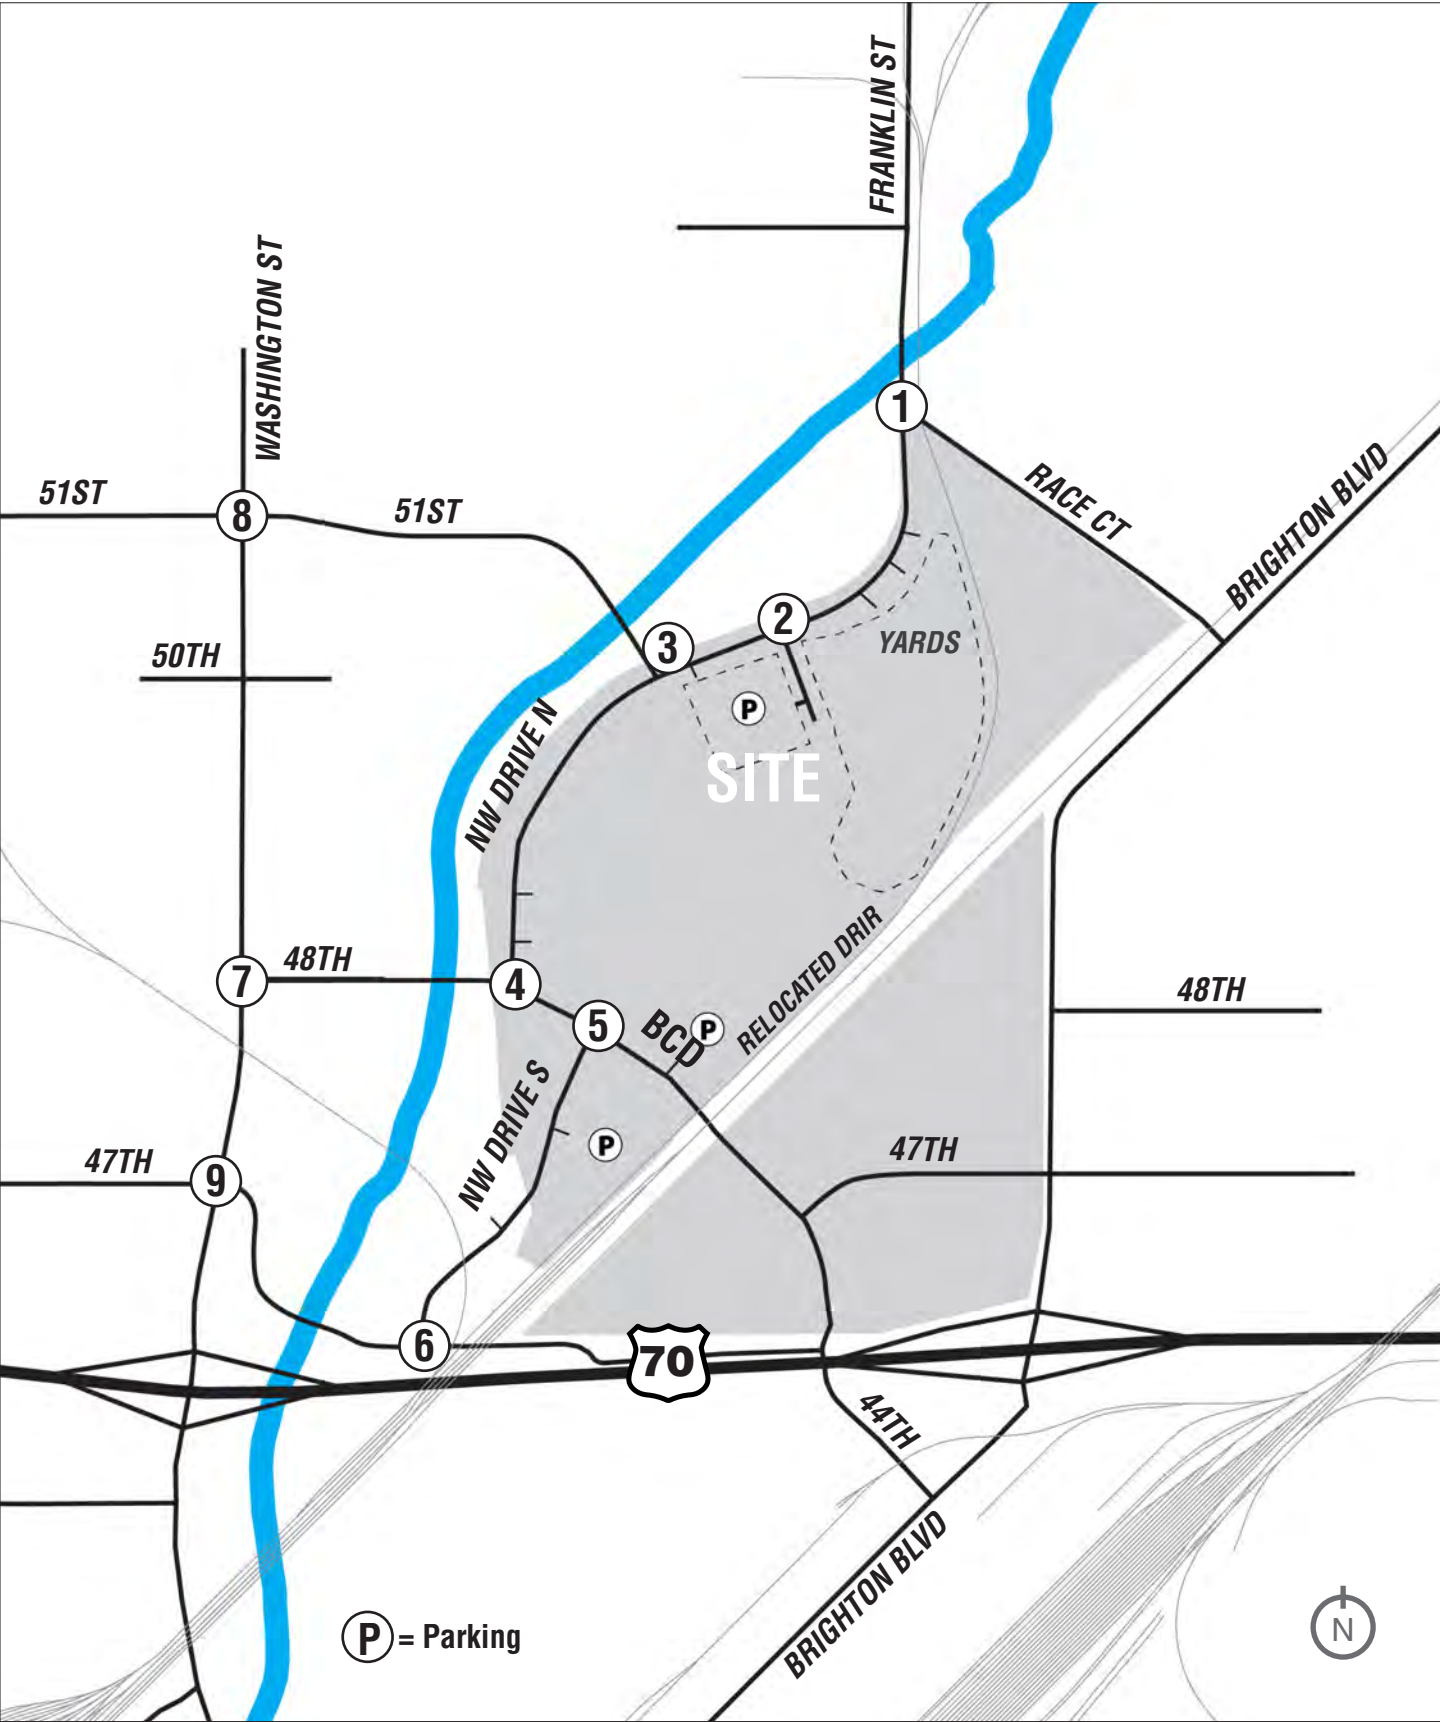 FRANKLIN ST
WASHINGTON ST
1
RACE CT
BRIGHTON BLVD
51ST
8
51ST
2
3
YARDS
50TH
P
NW DRIVE N
SITE
RELOCATED DRIR
48TH
7
4
48TH
5
BCD
P
NW DRIVE S
P
47TH
47TH
9
6
70
44TH
BRIGHTON BLVD
P = Parking
N